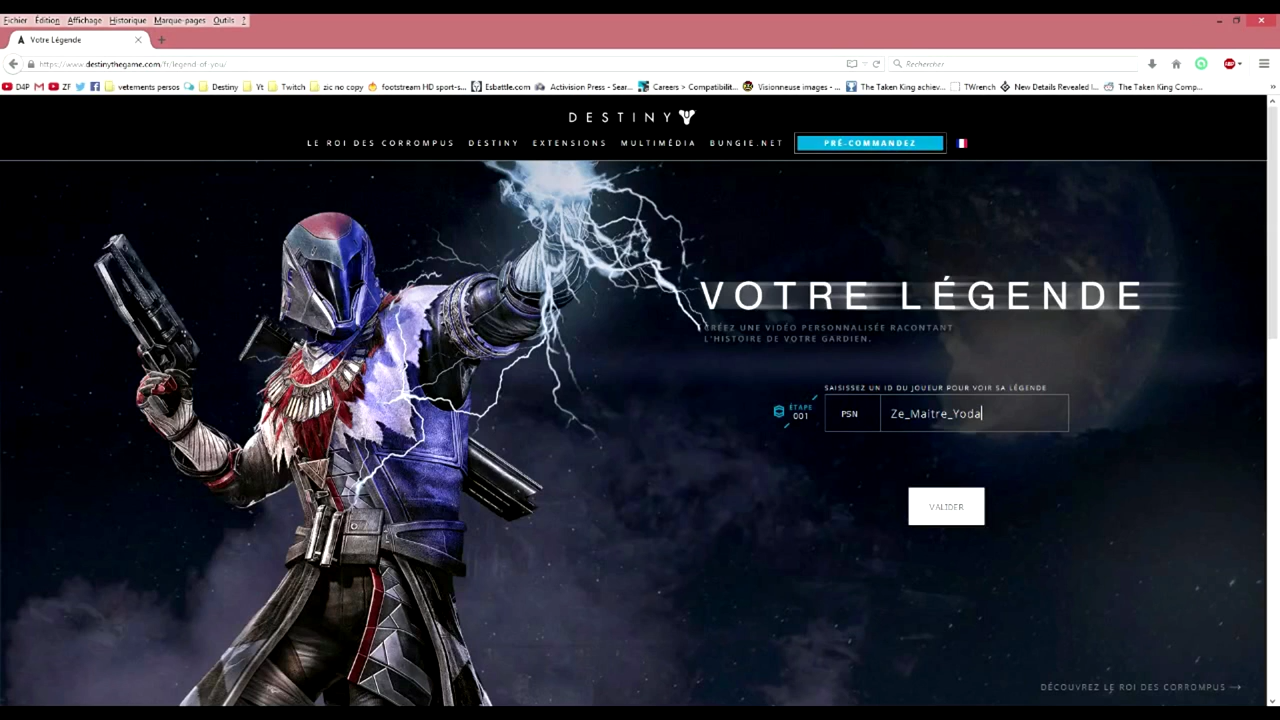 Fichier Édition Affichage Historique Marque-pages Outils ?
Votre Légende
https://www.destinythegame.com/fr/legend-of-you/
Rechercher
D4P ZF vetements persos Destiny Yt Twitch zic no copy footstream HD sport-s... Esbattle.com Activision Press - Sear... Careers > Compatibilit... Visionneuse images - ... The Taken King achiev... TWrench New Details Revealed I... The Taken King Comp...
DESTINY
LE ROI DES CORROMPUS DESTINY EXTENSIONS MULTIMÉDIA BUNGIE.NET PRÉ-COMMANDEZ
VOTRE LÉGENDE
CRÉEZ UNE VIDÉO PERSONNALISÉE RACONTANT
L'HISTOIRE DE VOTRE GARDIEN.
SAISISSEZ UN ID DU JOUEUR POUR VOIR SA LÉGENDE
ÉTAPE
001
PSN Ze_Maitre_Yoda
VALIDER
DÉCOUVREZ LE ROI DES CORROMPUS